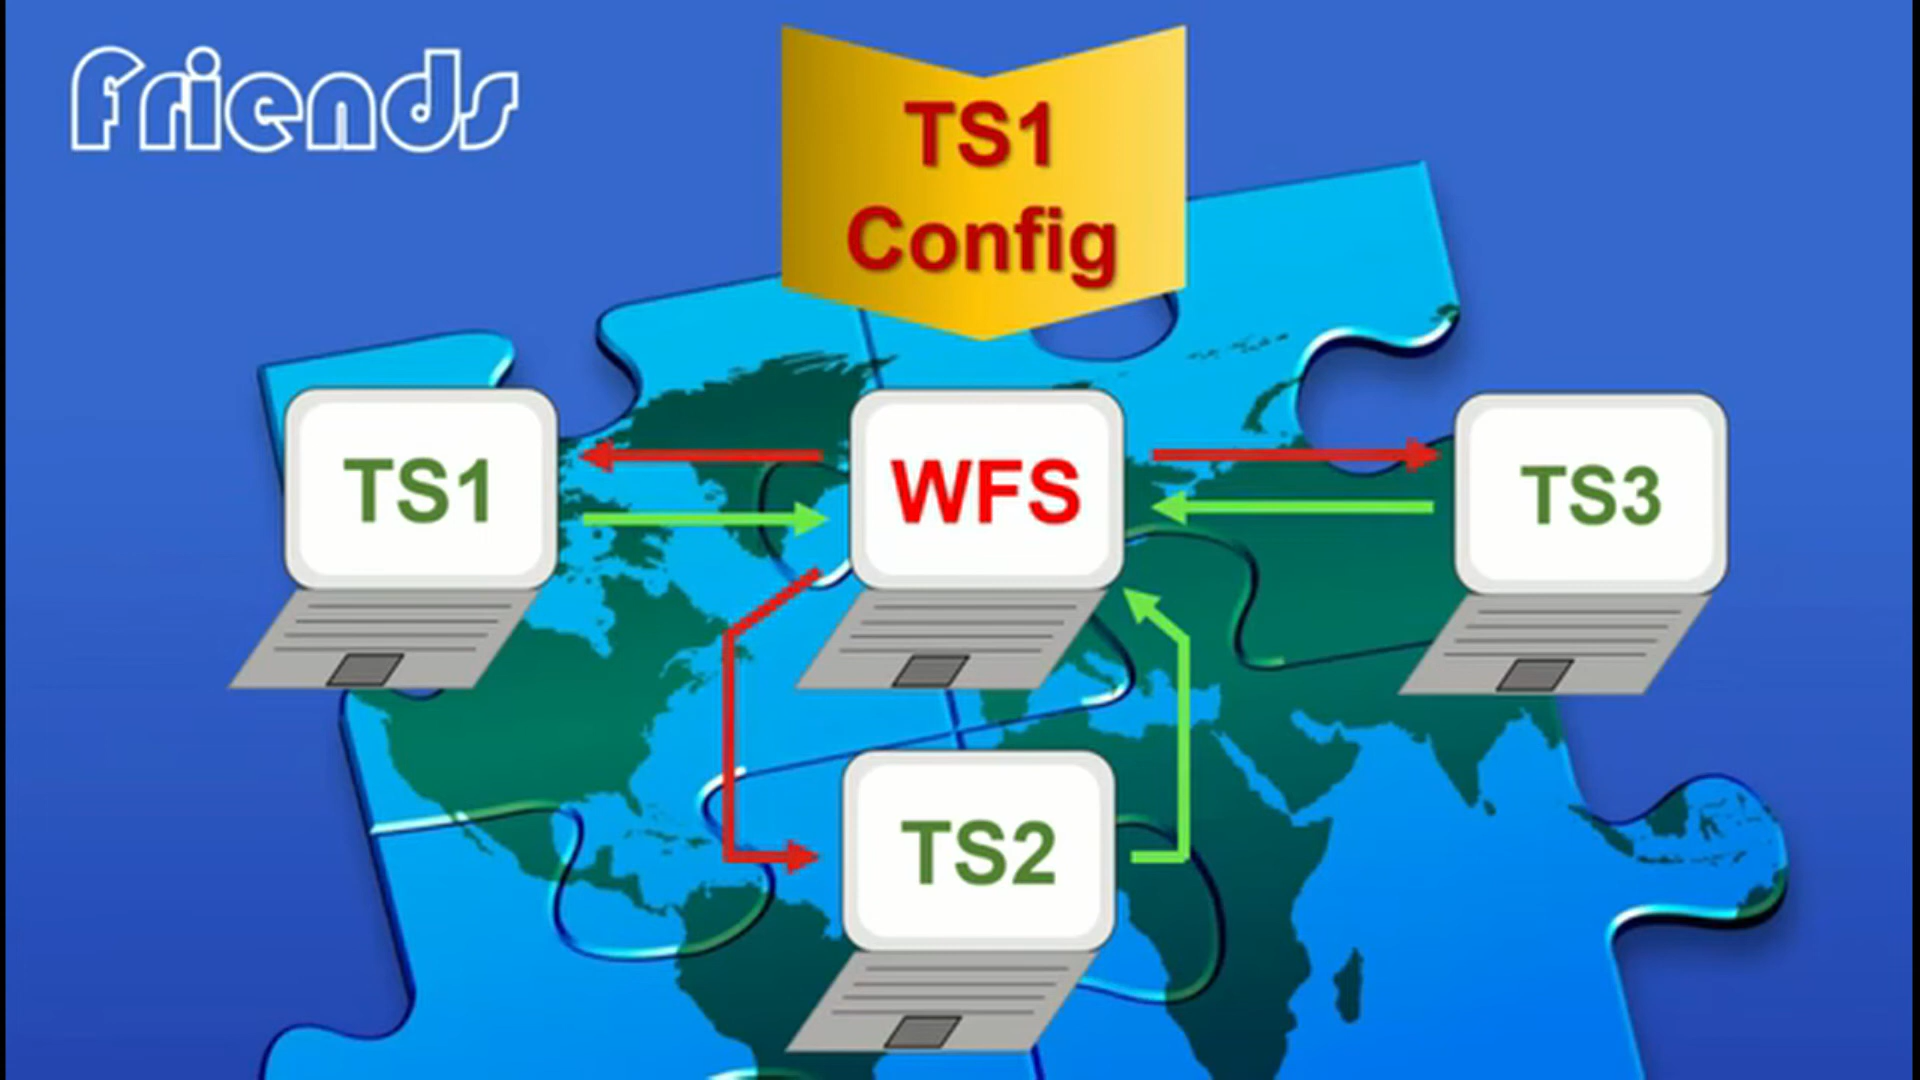 Friends
TS1
Config
TS1
WFS
TS3
TS2